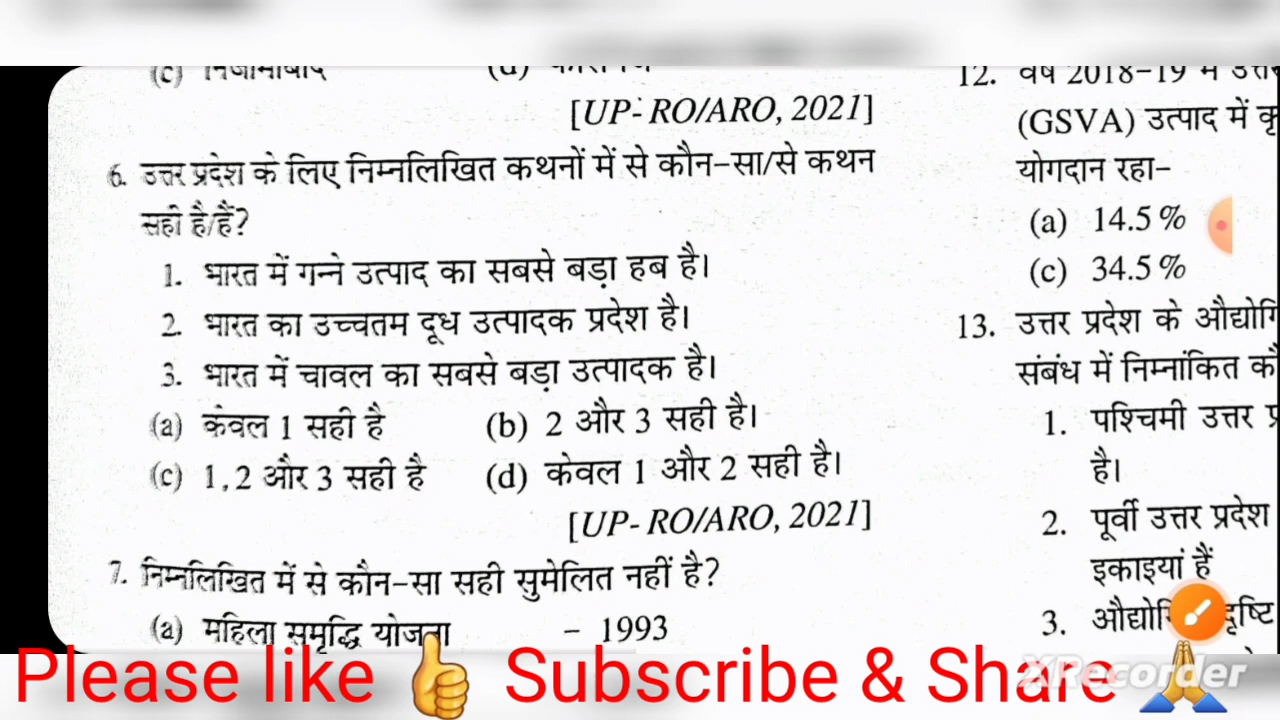 (c) निजामाबाद (d)
[UP- RO/ARO, 2021]
6. उत्तर प्रदेश के लिए निम्नलिखित कथनों में से कौन-सा/से कथन
सही है/हैं?
1. भारत में गन्ने उत्पाद का सबसे बड़ा हब है।
2. भारत का उच्चतम दूध उत्पादक प्रदेश है।
3. भारत में चावल का सबसे बड़ा उत्पादक है।
(a) केवल 1 सही है (b) 2 और 3 सही है।
(c) 1,2 और 3 सही है (d) केवल 1 और 2 सही है।
[UP- RO/ARO, 2021]
7. निम्नलिखित में से कौन-सा सही सुमेलित नहीं है?
(a) महिला समृद्धि योजना - 1993
12. वर्ष 2018-19 में
(GSVA) उत्पाद में
योगदान रहा-
(a) 14.5%
(c) 34.5%
13. उत्तर प्रदेश के
संबंध में निम्नांकित
1. पश्चिमी उत्तर
है।
2. पूर्वी उत्तर प्रदेश
इकाइयां हैं
3.
Please like 👍 Subscribe & Share 🙏
XRecorder